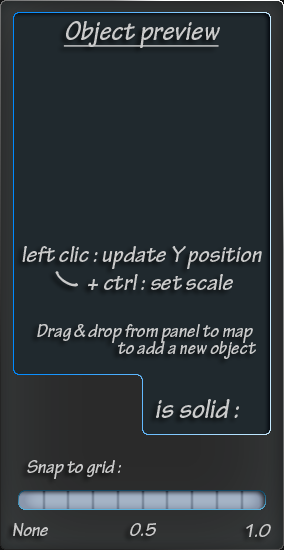 Object preview
left clic : update Y position
+ ctrl : set scale
Drag & drop from panel to map
to add a new object
is solid :
Snap to grid :
None 0.5 1.0